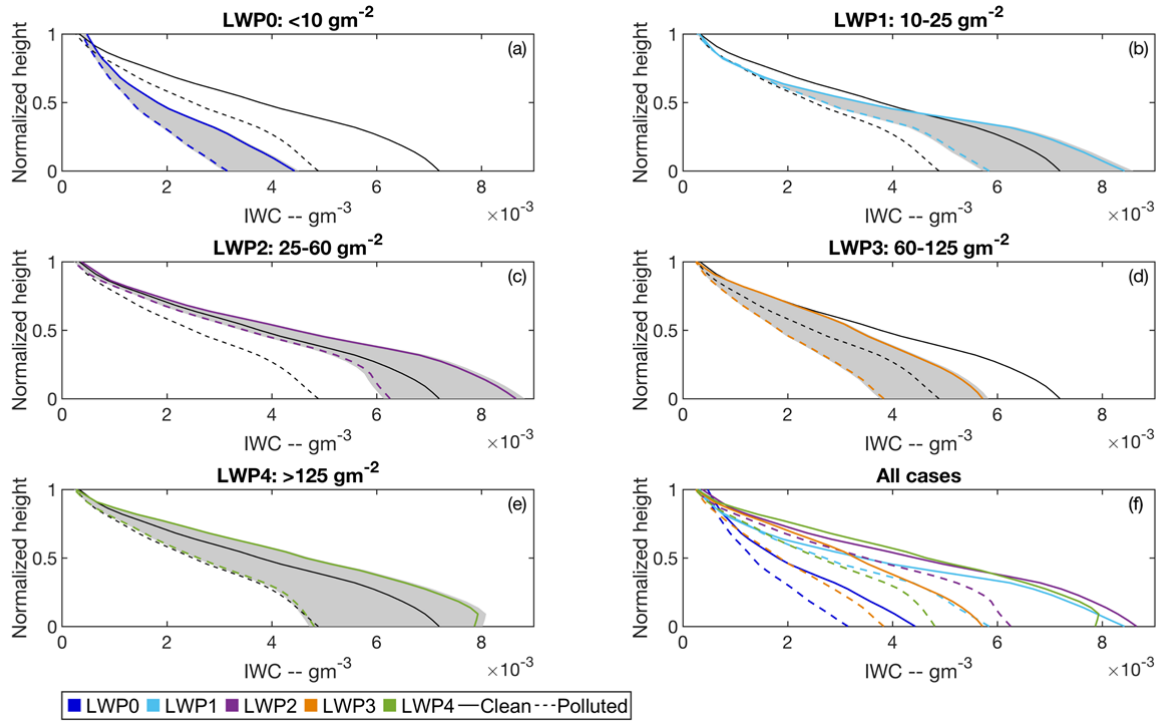 LWP0: <10 gm-2
Normalized height
1
0.5
0
(a)
0 2 4 6 8
×10-3
IWC -- gm-3
LWP1: 10-25 gm-2
Normalized height
1
0.5
0
(b)
0 2 4 6 8
×10-3
IWC -- gm-3
LWP2: 25-60 gm-2
Normalized height
1
0.5
0
(c)
0 2 4 6 8
×10-3
IWC -- gm-3
LWP3: 60-125 gm-2
Normalized height
1
0.5
0
(d)
0 2 4 6 8
×10-3
IWC -- gm-3
LWP4: >125 gm-2
Normalized height
1
0.5
0
(e)
0 2 4 6 8
×10-3
IWC -- gm-3
All cases
Normalized height
1
0.5
0
(f)
0 2 4 6 8
×10-3
IWC -- gm-3
LWP0 LWP1 LWP2 LWP3 LWP4 Clean Polluted